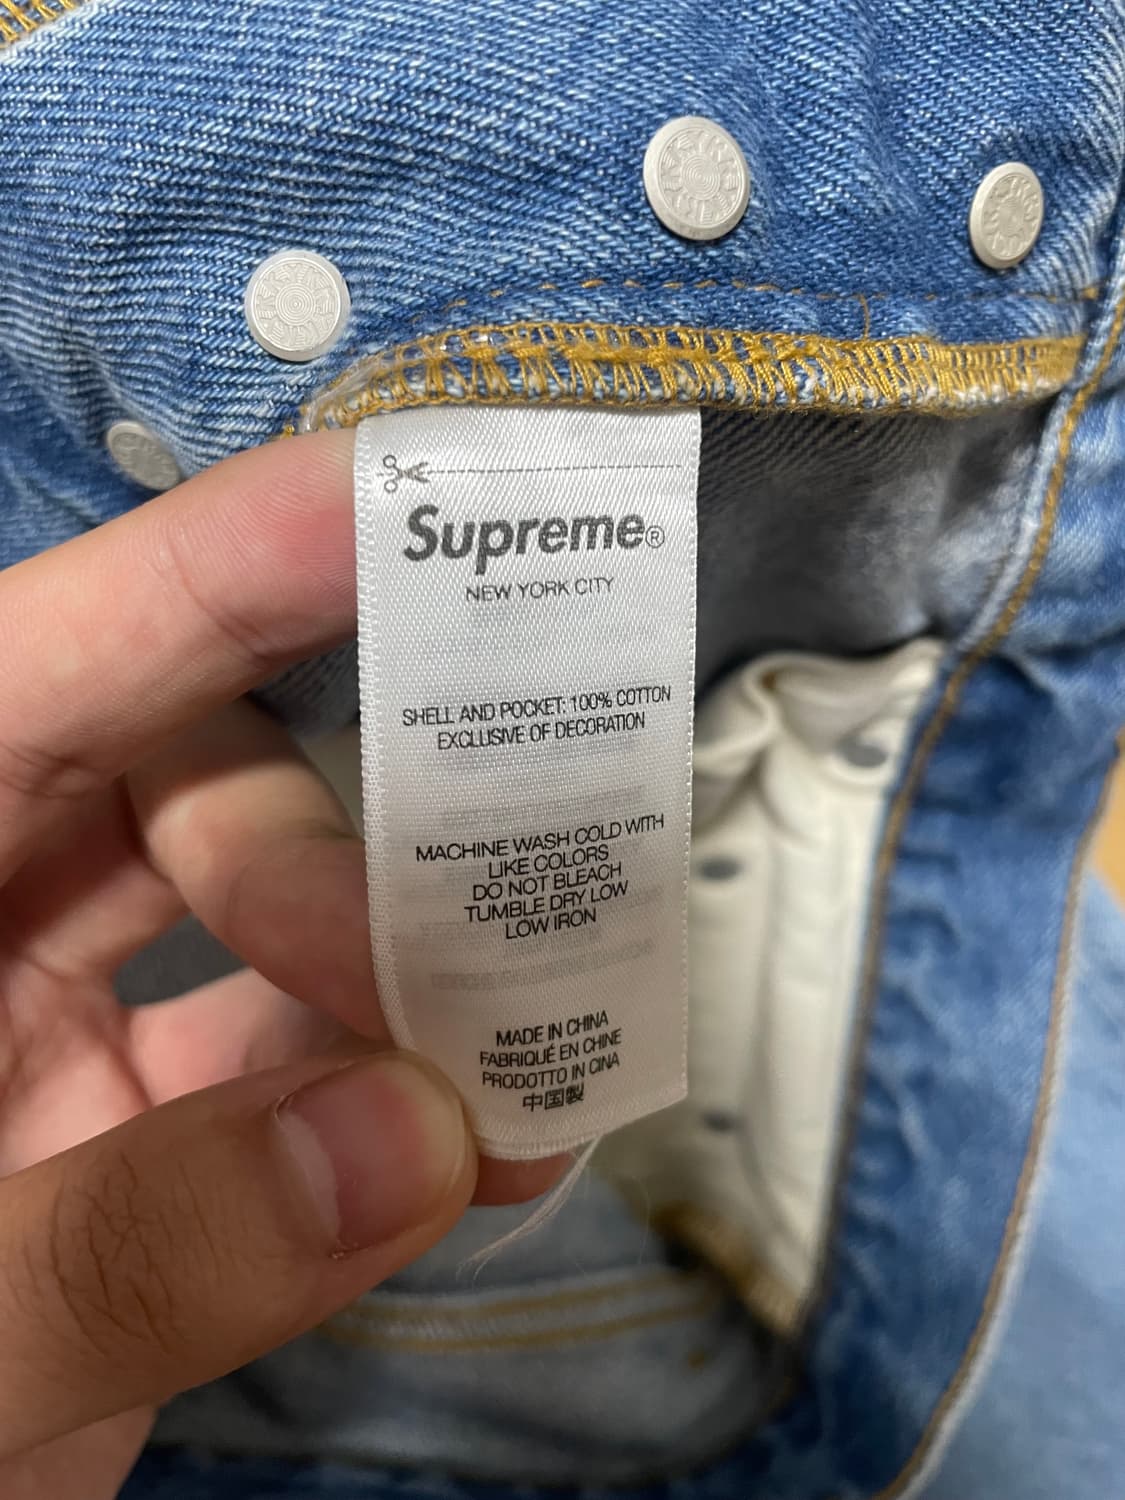 Supreme®
NEW YORK CITY
SHELL AND POCKET: 100% COTTON
EXCLUSIVE OF DECORATION
MACHINE WASH COLD WITH
LIKE COLORS
DO NOT BLEACH
TUMBLE DRY LOW
LOW IRON
MADE IN CHINA
FABRIQUÉ EN CHINE
PRODOTTO IN CINA
中国製